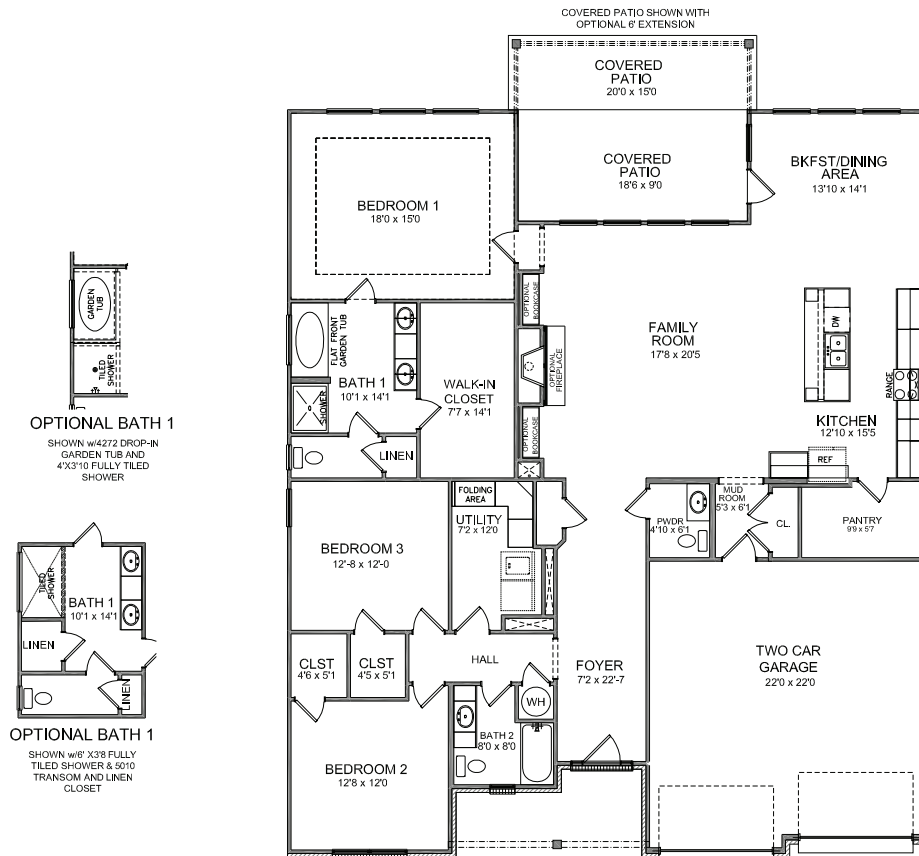 COVERED PATIO SHOWN WITH
OPTIONAL 6' EXTENSION
COVERED
PATIO
20'0 x 15'0
COVERED
PATIO
18'6 x 9'0
BKFST/DINING
AREA
13'10 x 14'1
BEDROOM 1
18'0 x 15'0
GARDEN
TUB
TILED
SHOWER
OPTIONAL BATH 1
SHOWN w/4272 DROP-IN
GARDEN TUB AND
4'X3'10 FULLY TILED
SHOWER
FLAT FRONT
GARDEN TUB
BATH 1
10'1 x 14'1
SHOWER
LINEN
WALK-IN
CLOSET
7'7 x 14'1
OPTIONAL
BOOKCASE
OPTIONAL
FIREPLACE
OPTIONAL
BOOKCASE
FAMILY
ROOM
17'8 x 20'5
DW
RANGE
KITCHEN
12'10 x 15'5
REF
FOLDING
AREA
UTILITY
7'2 x 12'0
PWDR
4'10 x 6'1
MUD
ROOM
5'3 x 6'1
CL.
PANTRY
9'9 x 5'7
BEDROOM 3
12'-8 x 12'-0
TILED
SHOWER
BATH 1
10'1 x 14'1
LINEN
LINEN
OPTIONAL BATH 1
SHOWN w/6' X3'8 FULLY
TILED SHOWER & 5010
TRANSOM AND LINEN
CLOSET
CLST
4'6 x 5'1
CLST
4'5 x 5'1
HALL
FOYER
7'2 x 22'-7
TWO CAR
GARAGE
22'0 x 22'0
WH
BATH 2
8'0 x 8'0
BEDROOM 2
12'8 x 12'0